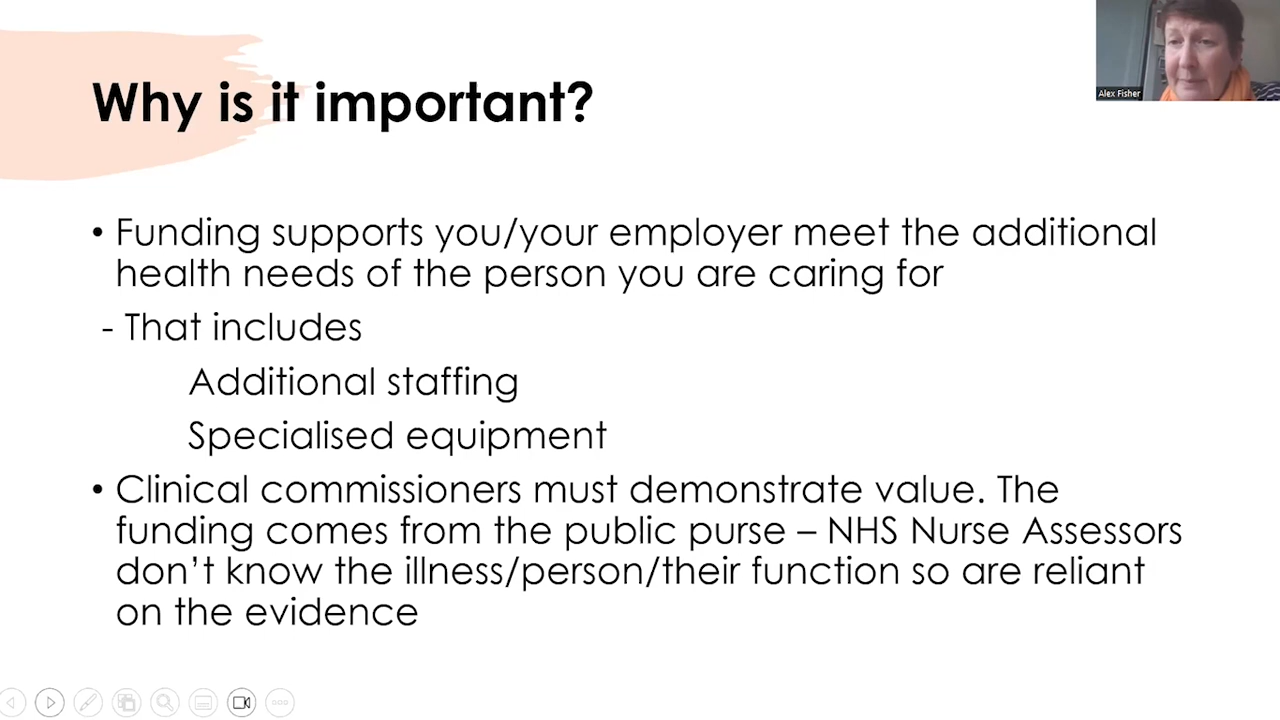 Alex Fisher
Why is it important?
• Funding supports you/your employer meet the additional
health needs of the person you are caring for
- That includes
Additional staffing
Specialised equipment
• Clinical commissioners must demonstrate value. The
funding comes from the public purse – NHS Nurse Assessors
don’t know the illness/person/their function so are reliant
on the evidence